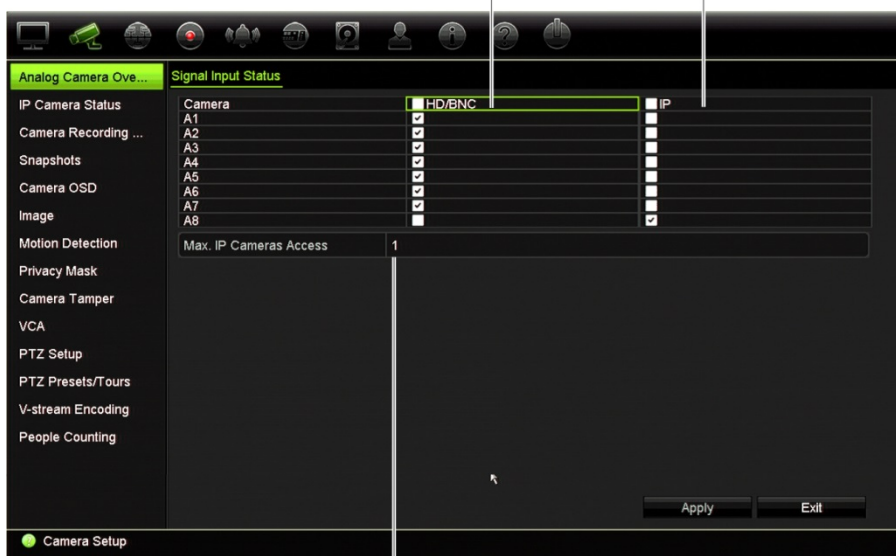 Analog Camera Ove...
Signal Input Status
IP Camera Status
Camera Recording ...
Snapshots
Camera OSD
Image
Motion Detection
Privacy Mask
Camera Tamper
VCA
PTZ Setup
PTZ Presets/Tours
V-stream Encoding
People Counting
Camera HD/BNC IP
A1
A2
A3
A4
A5
A6
A7
A8
Max. IP Cameras Access 1
Apply Exit
Camera Setup